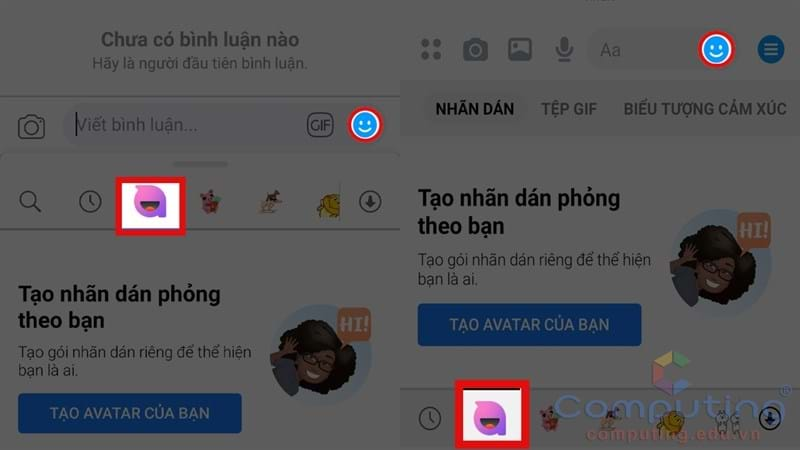 Chưa có bình luận nào
Hãy là người đầu tiên bình luận.
Viết bình luận...
GIF
Tạo nhãn dán phỏng
theo bạn
Tạo gói nhãn dán riêng để thể hiện
bạn là ai.
HI!
TẠO AVATAR CỦA BẠN
Aa
NHÃN DÁN
TỆP GIF
BIỂU TƯỢNG CẢM XÚC
Tạo nhãn dán phỏng
theo bạn
Tạo gói nhãn dán riêng để thể hiện
bạn là ai.
HI!
TẠO AVATAR CỦA BẠN
Computing®
computing.edu.vn